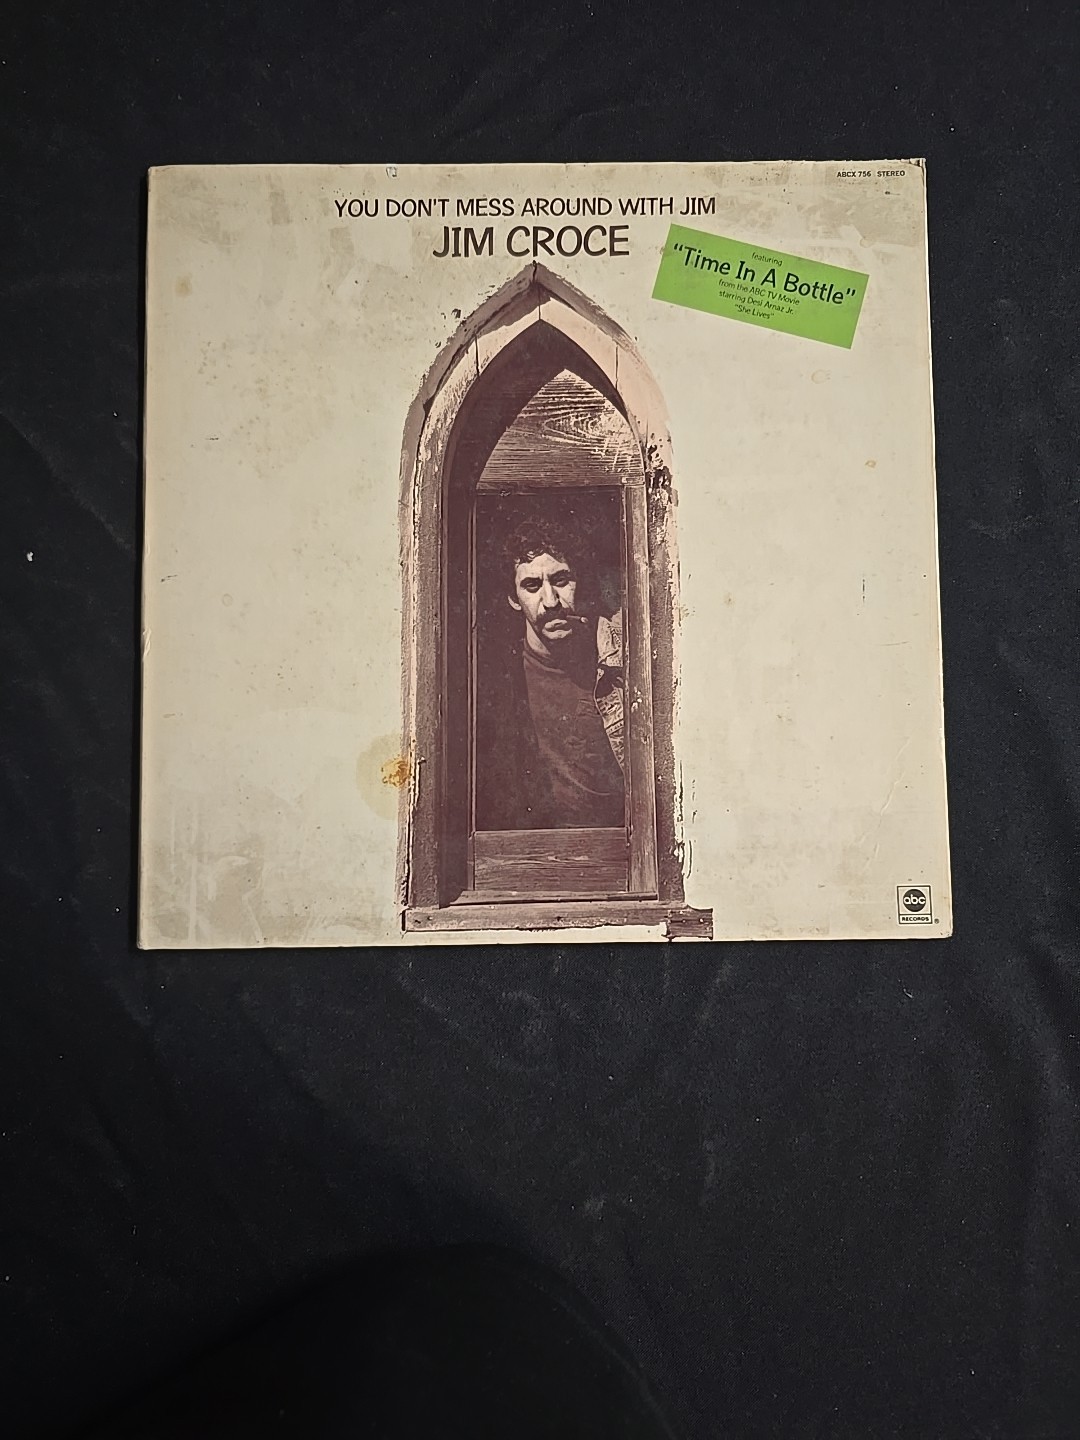 ABCX 756 STEREO
YOU DON'T MESS AROUND WITH JIM
JIM CROCE
featuring
"Time In A Bottle"
from the ABC TV Movie
starring Desi Arnaz Jr.
"She Lives"
abc
RECORDS ®